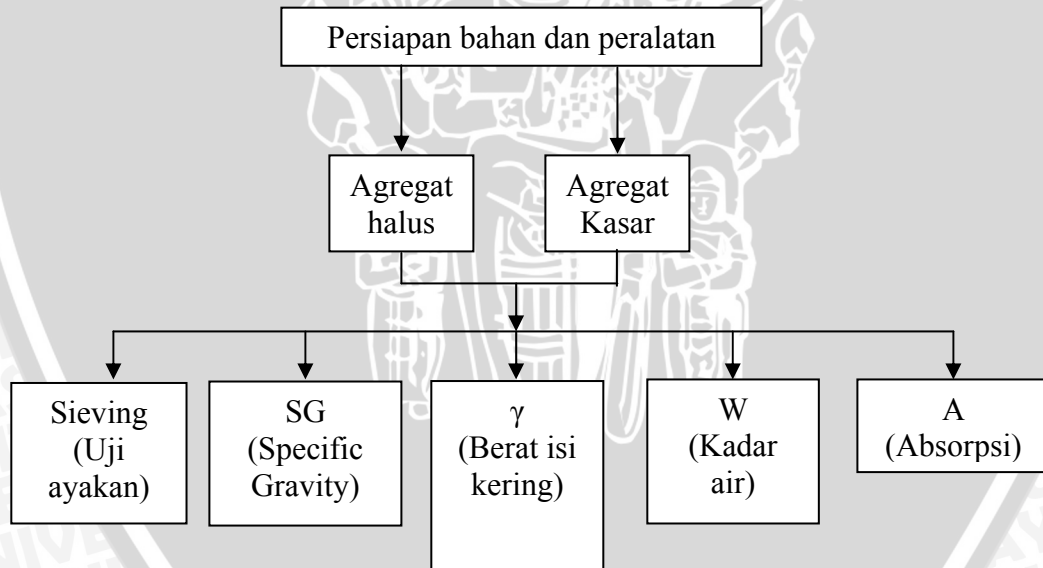 Persiapan bahan dan peralatan
Agregat
halus
Agregat
Kasar
Sieving
(Uji
ayakan)
SG
(Specific
Gravity)
γ
(Berat isi
kering)
W
(Kadar
air)
A
(Absorpsi)